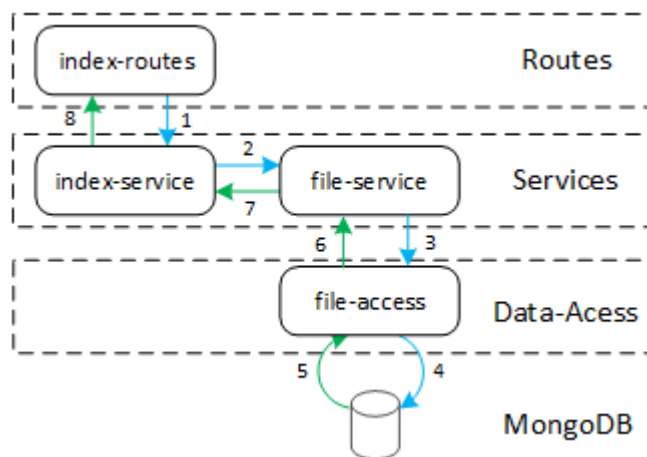 index-routes
Routes
8
1
index-service
2
7
file-service
Services
6
3
file-access
Data-Acess
5
4
MongoDB